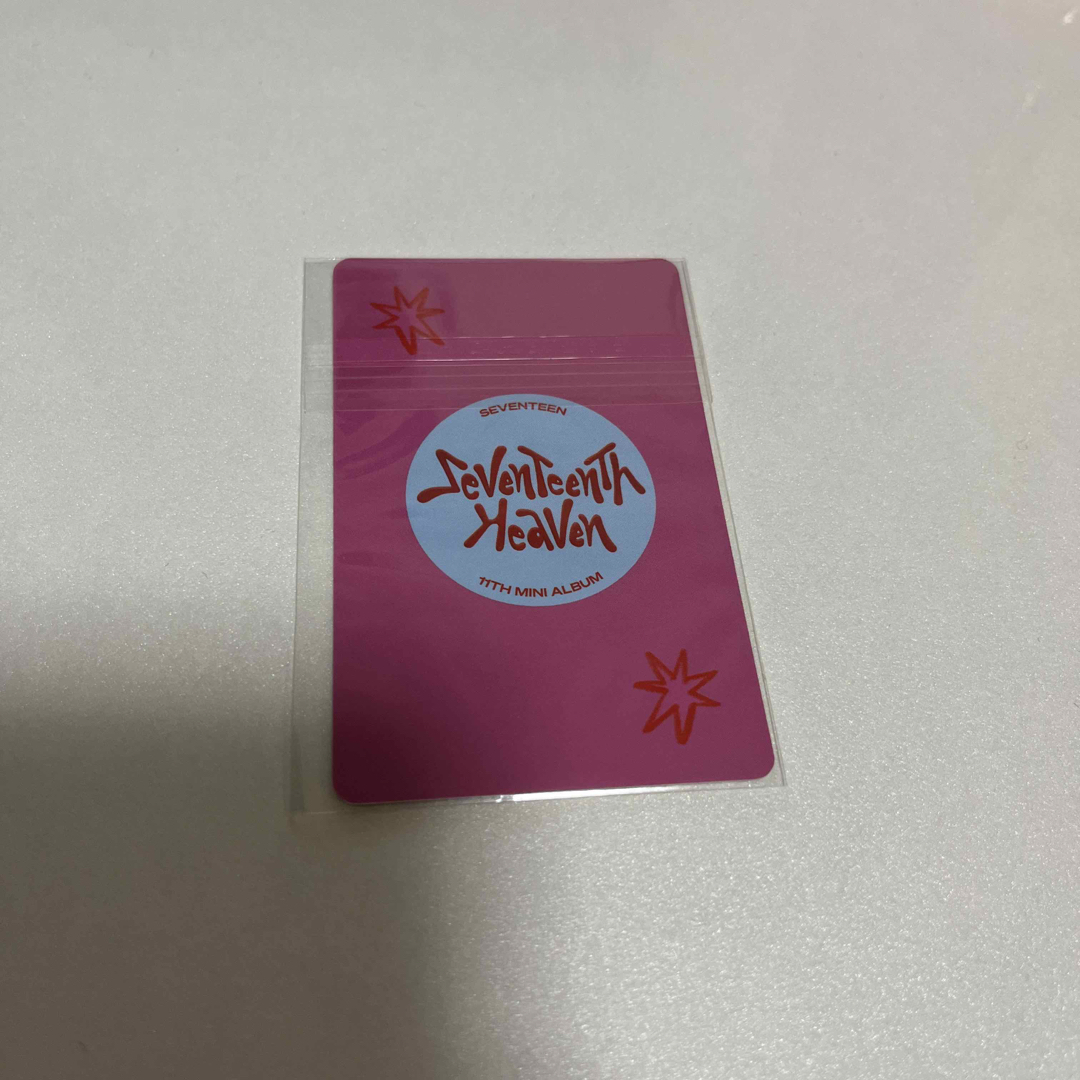 SEVENTEEN
SevenTeenTh
Heaven
11TH MINI ALBUM